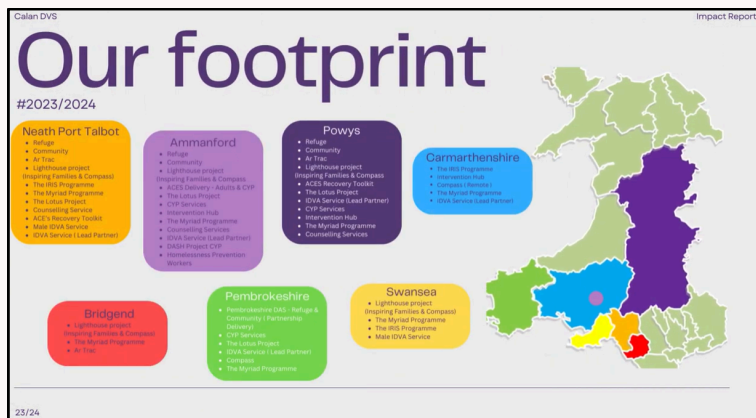 Calan DVS
Impact Report
Our footprint
#2023/2024
Neath Port Talbot
Refuge
Community
Ar Trac
Lighthouse project
(Inspiring Families & Compass)
The IRIS Programme
The Myriad Programme
The Lotus Project
Counselling Service
ACE's Recovery Toolkit
Male IDVA Service
IDVA Service ( Lead Partner)
Ammanford
Refuge
Community
Lighthouse project
(Inspiring Families & Compass
ACES Delivery - Adults & CYP
The Lotus Project
CYP Services
Intervention Hub
The Myriad Programme
Counselling Services
IDVA Service (Lead Partner)
DASH Project CYP
Homelessness Prevention
Workers
Powys
Refuge
Community
Ar Trac
Lighthouse project
(Inspiring Families & Compass)
ACES Recovery Toolkit
The Lotus Project
IDVA Service (Lead Partner)
CYP Services
Intervention Hub
The Myriad Programme
Counselling Services
Carmarthenshire
The IRIS Programme
Intervention Hub
Compass ( Remote )
The Myriad Programme
IDVA Service (Lead Partner)
Bridgend
Lighthouse project
(Inspiring Families & Compass)
The Myriad Programme
Ar Trac
Pembrokeshire
Pembrokeshire DAS - Refuge &
Community ( Partnership
Delivery)
CYP Services
The Lotus Project
IDVA Service ( Lead Partner)
Compass
The Myriad Programme
Swansea
Lighthouse project
(Inspiring Families & Compass)
The Myriad Programme
The IRIS Programme
Male IDVA Service
23/24